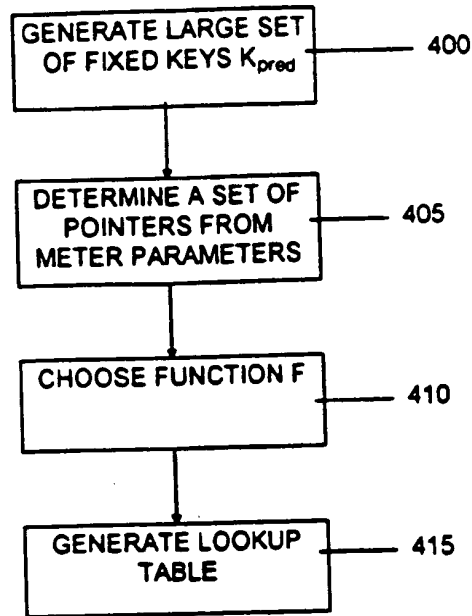 GENERATE LARGE SET
OF FIXED KEYS Kpred
400
DETERMINE A SET OF
POINTERS FROM
METER PARAMETERS
405
CHOOSE FUNCTION F
410
GENERATE LOOKUP
TABLE
415